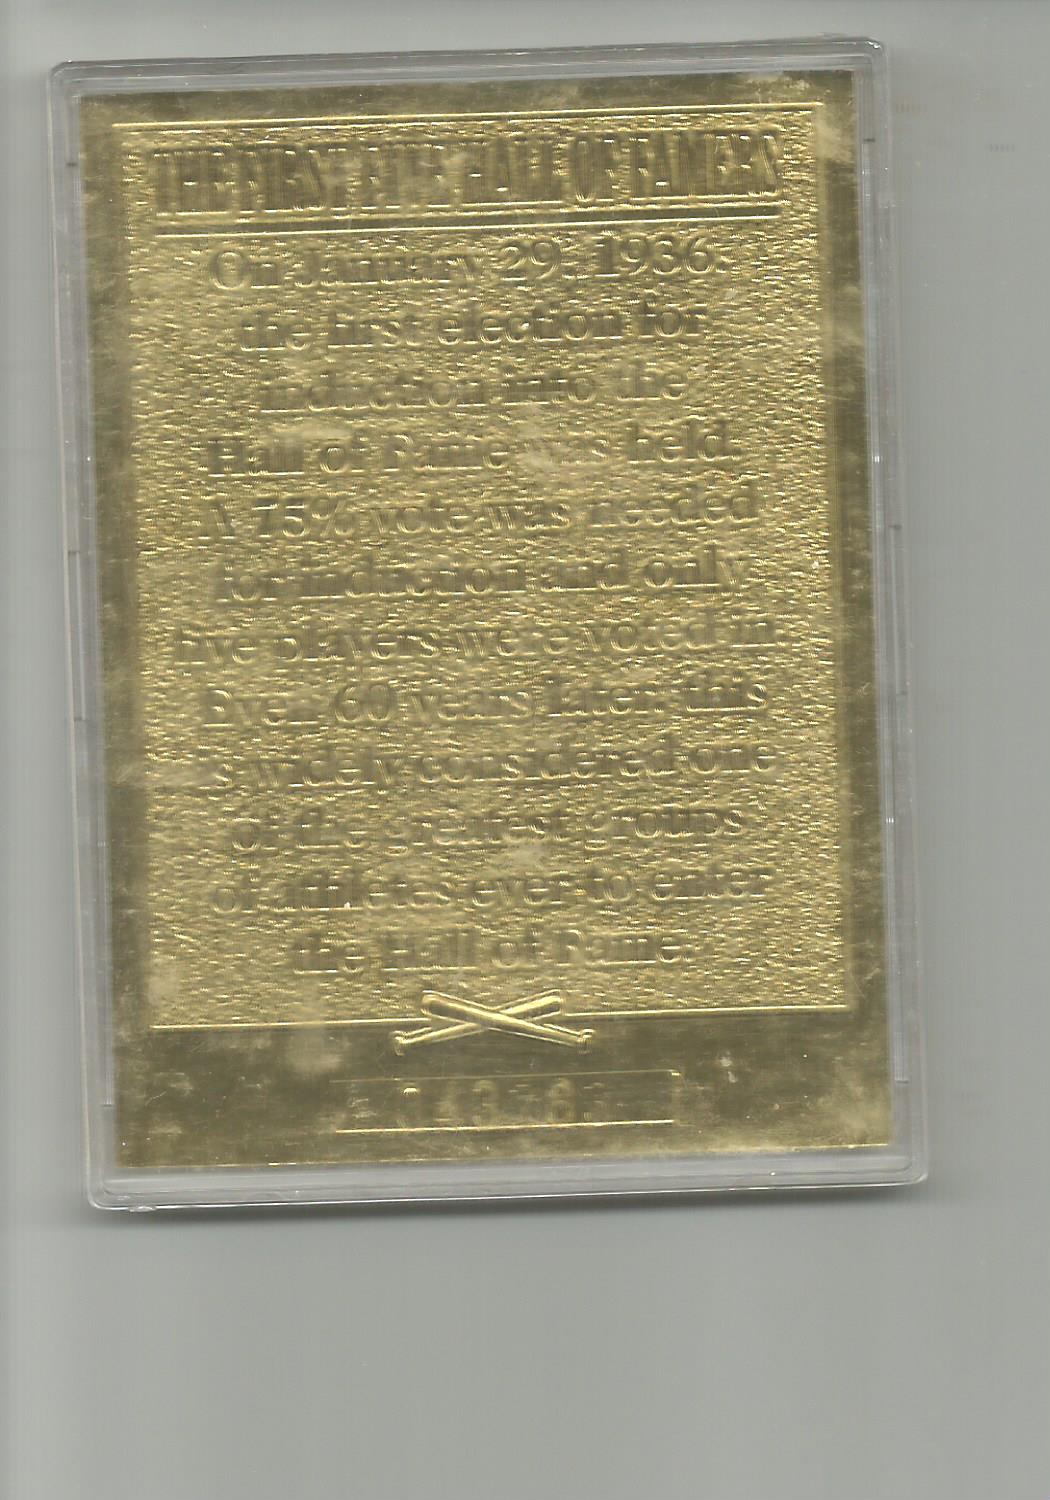 THE FIRST FIVE HALL OF FAMERS
On January 29, 1936,
the first election for
induction into the
Hall of Fame was held.
A 75% vote was needed
for induction and only
five players were voted in.
Even 60 years later, this
is widely considered one
of the greatest groups
of athletes ever to enter
the Hall of Fame.